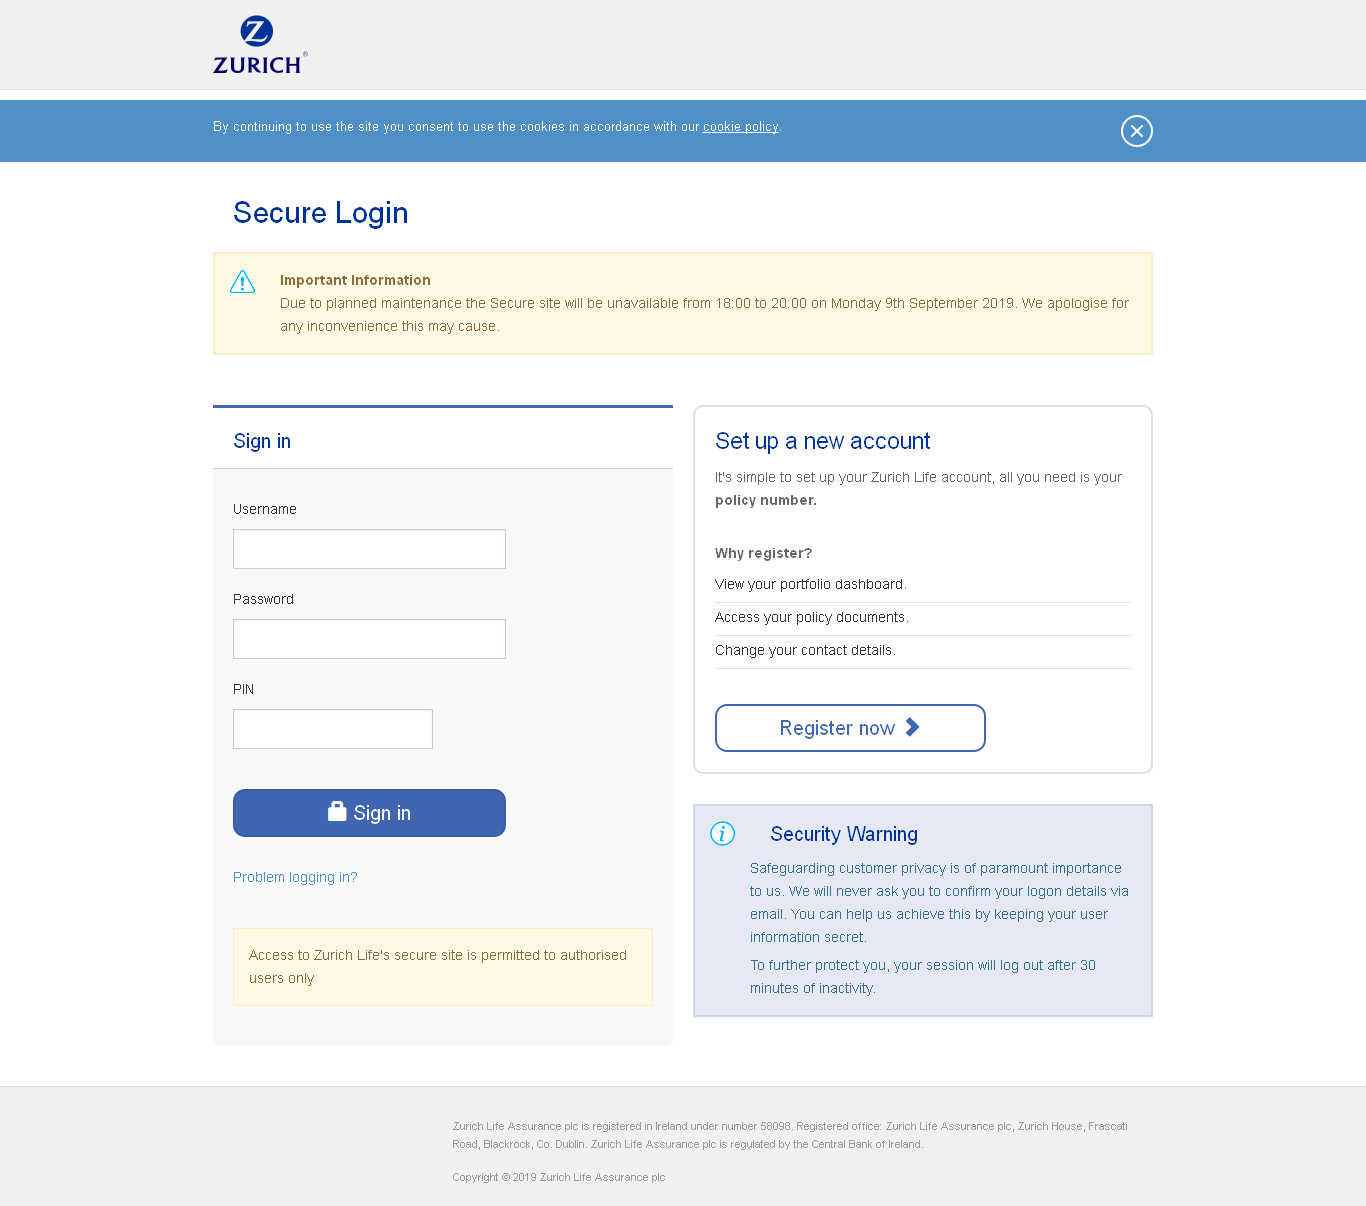 Z
ZURICH®
By continuing to use the site you consent to use the cookies in accordance with our cookie policy.
Secure Login
Important Information
Due to planned maintenance the Secure site will be unavailable from 18:00 to 20:00 on Monday 9th September 2019. We apologise for
any inconvenience this may cause.
Sign in
Username
Password
PIN
Sign in
Problem logging in?
Access to Zurich Life's secure site is permitted to authorised
users only
Set up a new account
It's simple to set up your Zurich Life account, all you need is your
policy number.
Why register?
View your portfolio dashboard.
Access your policy documents.
Change your contact details.
Register now
Security Warning
Safeguarding customer privacy is of paramount importance
to us. We will never ask you to confirm your logon details via
email. You can help us achieve this by keeping your user
information secret.
To further protect you, your session will log out after 30
minutes of inactivity.
Zurich Life Assurance plc is registered in Ireland under number 58098. Registered office: Zurich Life Assurance plc, Zurich House, Frascati
Road, Blackrock, Co. Dublin. Zurich Life Assurance plc is regulated by the Central Bank of Ireland.
Copyright © 2019 Zurich Life Assurance plc